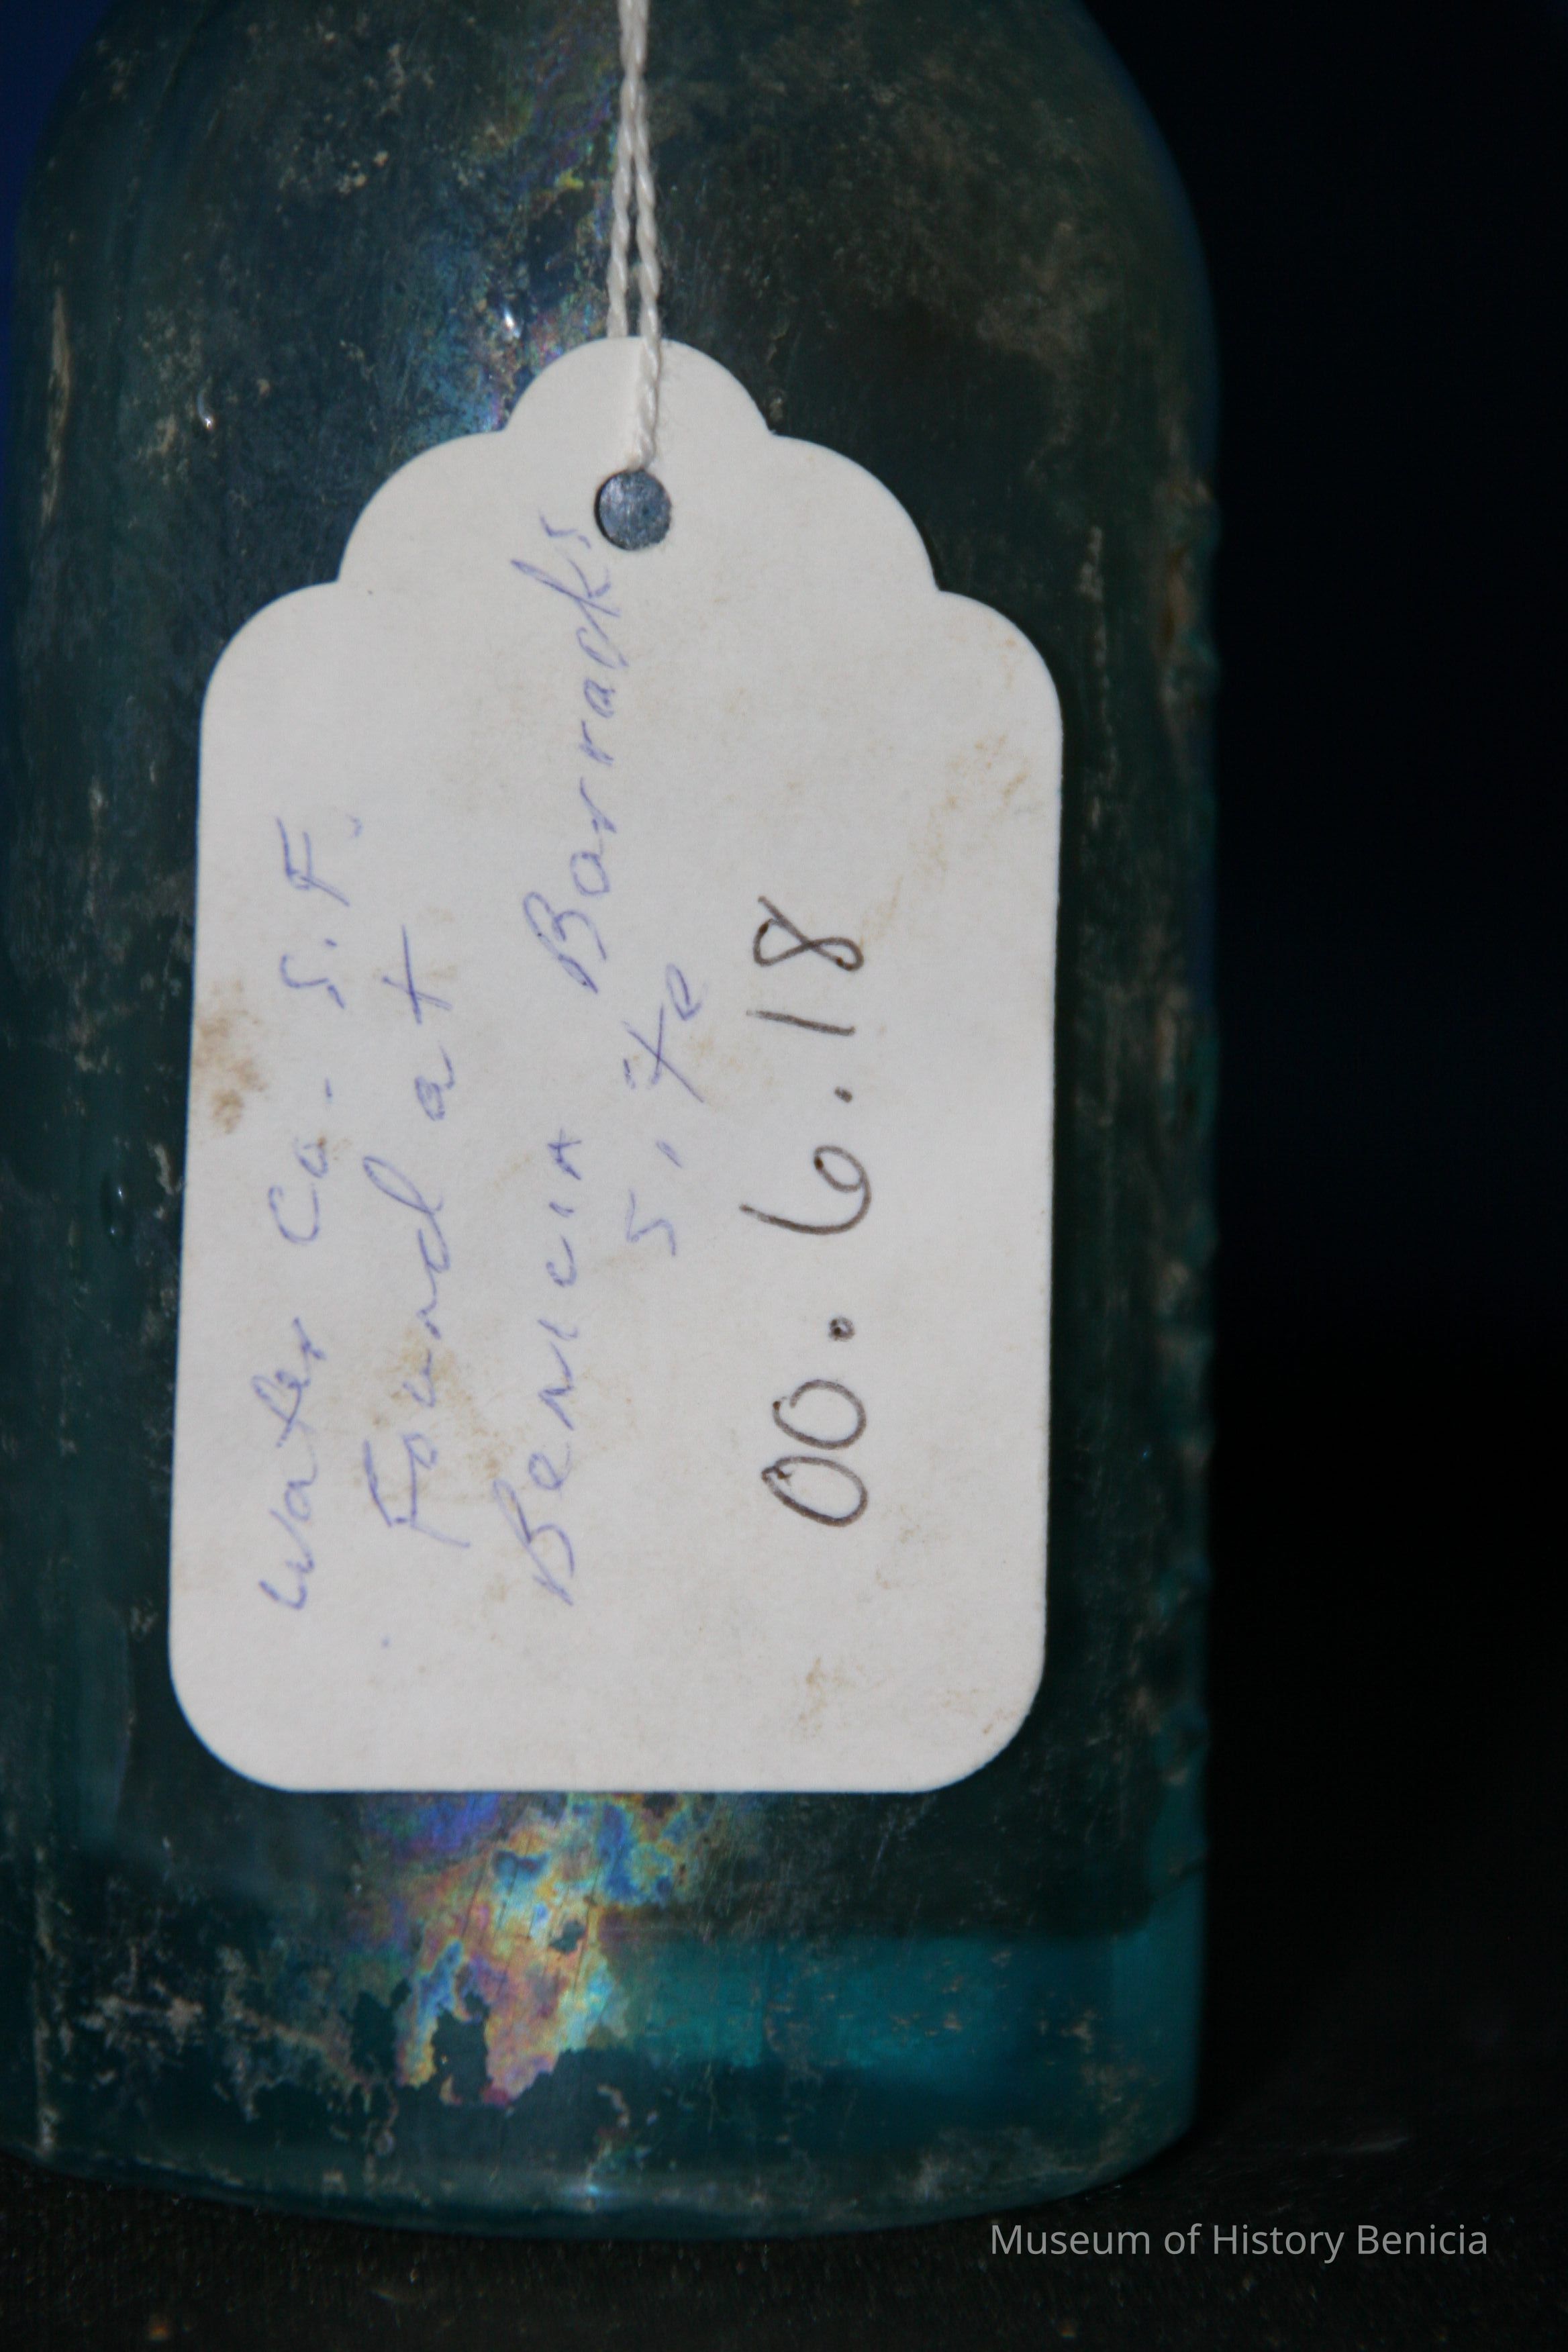 Water Co. S.F.
Found at
Benicia Barracks
site
00.6.18
Museum of History Benicia